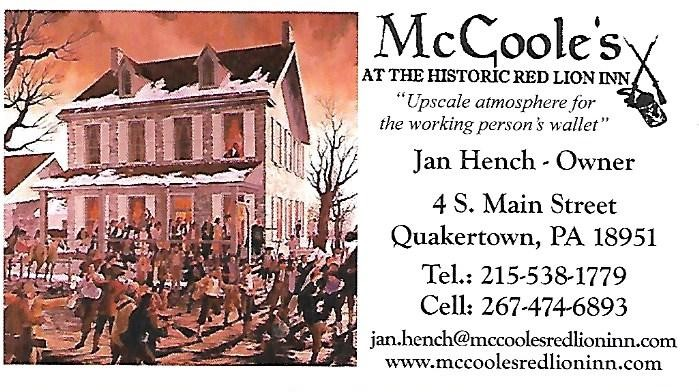 McCoole's
AT THE HISTORIC RED LION INN
"Upscale atmosphere for
the working person's wallet"
Jan Hench - Owner
4 S. Main Street
Quakertown, PA 18951
Tel.: 215-538-1779
Cell: 267-474-6893
jan.hench@mccoolesredlioninn.com
www.mccoolesredlioninn.com